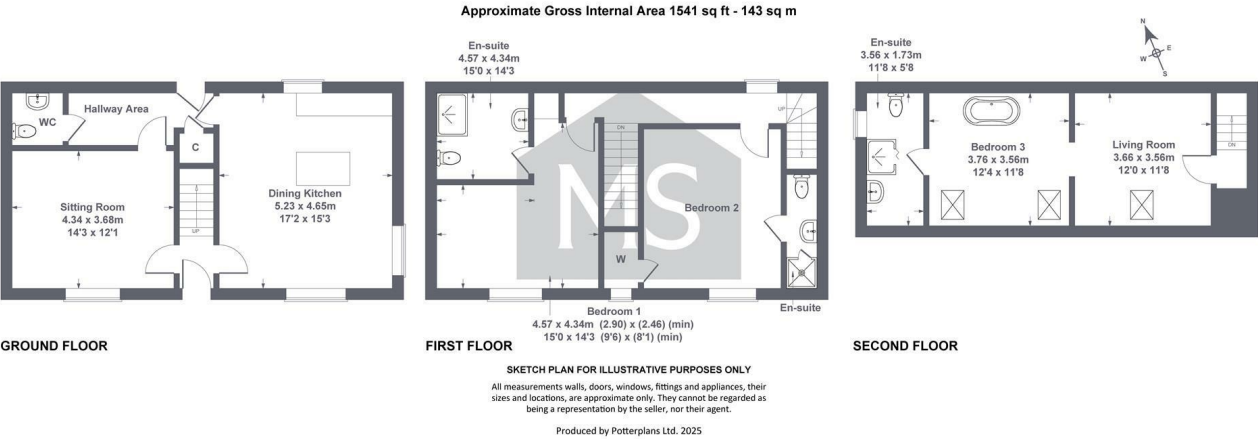 Approximate Gross Internal Area 1541 sq ft - 143 sq m
WC
Hallway Area
C
Sitting Room
4.34 x 3.68m
14'3 x 12'1
UP
Dining Kitchen
5.23 x 4.65m
17'2 x 15'3
GROUND FLOOR
En-suite
4.57 x 4.34m
15'0 x 14'3
DN
UP
MS
Bedroom 2
W
En-suite
Bedroom 1
4.57 x 4.34m (2.90) x (2.46) (min)
15'0 x 14'3 (9'6) x (8'1) (min)
FIRST FLOOR
N
E
W
S
En-suite
3.56 x 1.73m
11'8 x 5'8
Bedroom 3
3.76 x 3.56m
12'4 x 11'8
Living Room
3.66 x 3.56m
12'0 x 11'8
DN
SECOND FLOOR
SKETCH PLAN FOR ILLUSTRATIVE PURPOSES ONLY
All measurements walls, doors, windows, fittings and appliances, their
sizes and locations, are approximate only. They cannot be regarded as
being a representation by the seller, nor their agent.
Produced by Potterplans Ltd. 2025